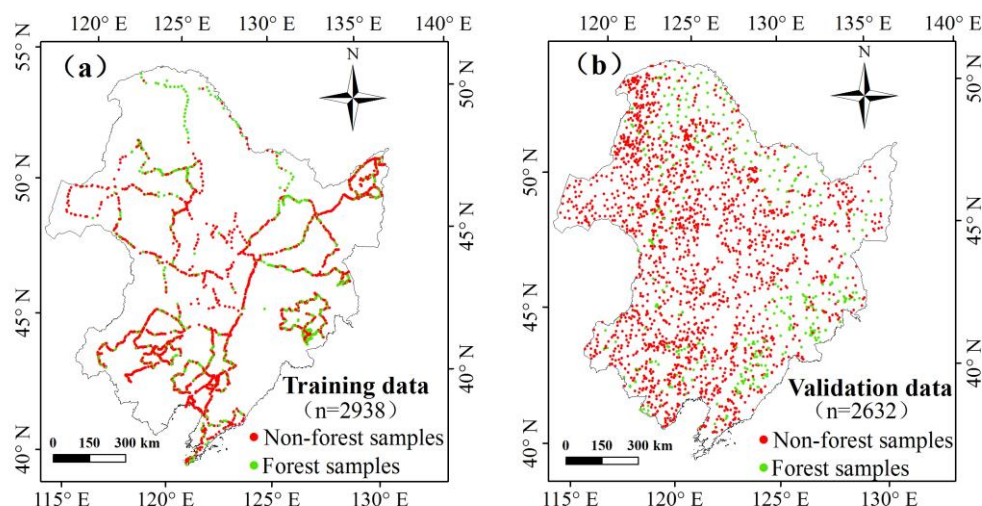 120° E 125° E 130° E 135° E 140° E
55° N
50° N
45° N
40° N
50° N
45° N
40° N
（a）
N
Training data
（n=2938）
Non-forest samples
Forest samples
0 150 300 km
115° E 120° E 125° E 130° E
120° E 125° E 130° E 135° E 140° E
50° N
45° N
40° N
50° N
45° N
40° N
（b）
N
Validation data
（n=2632）
Non-forest samples
Forest samples
0 150 300 km
115° E 120° E 125° E 130° E